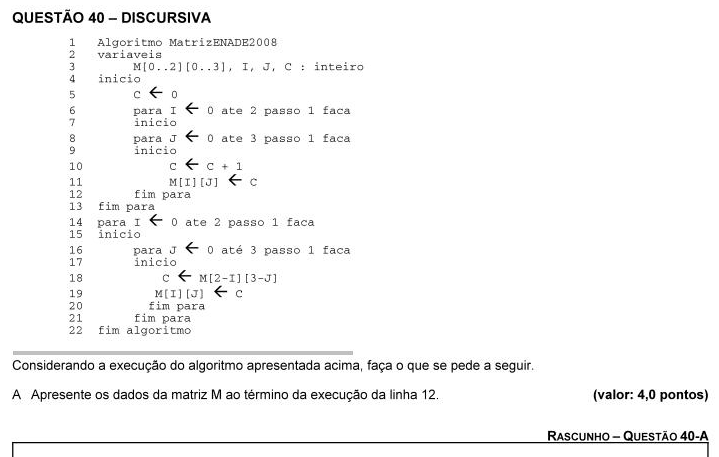 QUESTÃO 40 – DISCURSIVA
1 Algoritmo MatrizENADE2008
2 variaveis
3 M[0..2][0..3], I, J, C : inteiro
4 inicio
5 C ← 0
6 para I ← 0 ate 2 passo 1 faca
7 inicio
8 para J ← 0 ate 3 passo 1 faca
9 inicio
10 C ← C + 1
11 M[I][J] ← C
12 fim para
13 fim para
14 para I ← 0 ate 2 passo 1 faca
15 inicio
16 para J ← 0 até 3 passo 1 faca
17 inicio
18 C ← M[2-I][3-J]
19 M[I][J] ← C
20 fim para
21 fim para
22 fim algoritmo
Considerando a execução do algoritmo apresentada acima, faça o que se pede a seguir.
A Apresente os dados da matriz M ao término da execução da linha 12. (valor: 4,0 pontos)
RASCUNHO – QUESTÃO 40-A